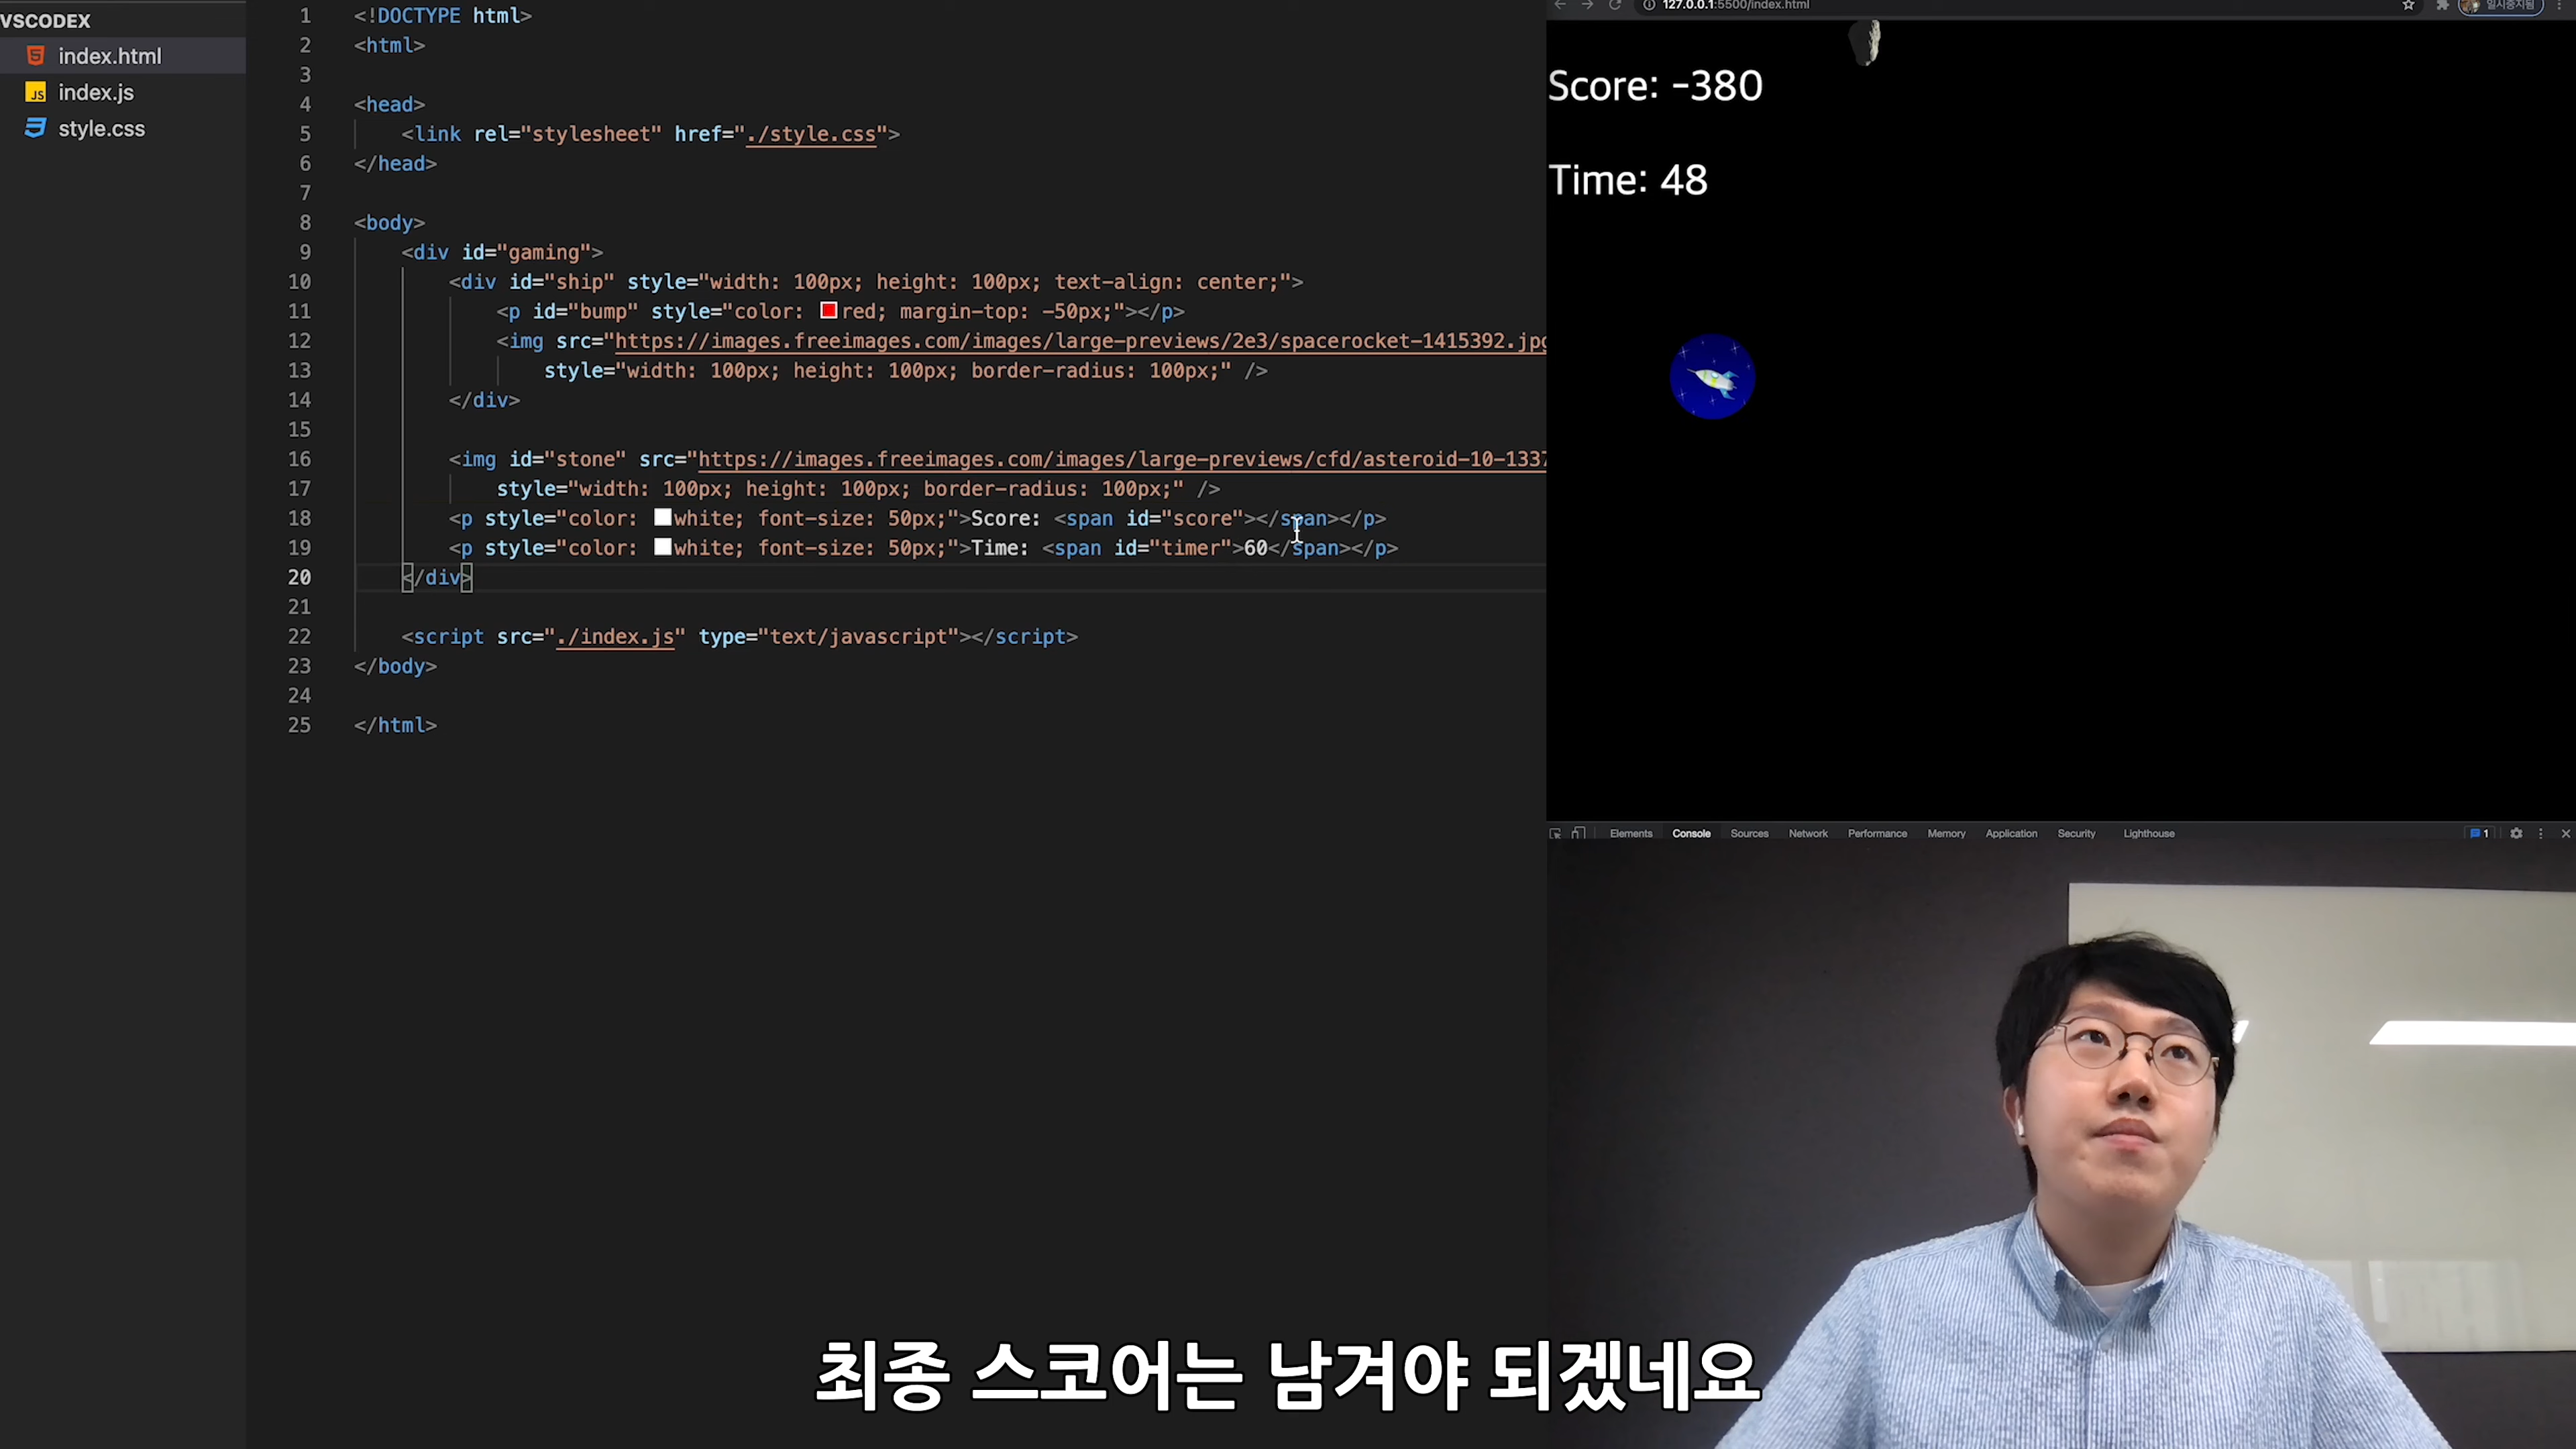 VSCODEX
index.html
index.js
style.css
1 <!DOCTYPE html>
2 <html>
3
4 <head>
5 <link rel="stylesheet" href="./style.css">
6 </head>
7
8 <body>
9 <div id="gaming">
10 <div id="ship" style="width: 100px; height: 100px; text-align: center;">
11 <p id="bump" style="color: red; margin-top: -50px;"></p>
12 <img src="https://images.freeimages.com/images/large-previews/2e3/spacerocket-1415392.jpg
13 style="width: 100px; height: 100px; border-radius: 100px;" />
14 </div>
15
16 <img id="stone" src="https://images.freeimages.com/images/large-previews/cfd/asteroid-10-1337
17 style="width: 100px; height: 100px; border-radius: 100px;" />
18 <p style="color: white; font-size: 50px;">Score: <span id="score"></span></p>
19 <p style="color: white; font-size: 50px;">Time: <span id="timer">60</span></p>
20 </div>
21
22 <script src="./index.js" type="text/javascript"></script>
23 </body>
24
25 </html>
127.0.0.1:5500/index.html
일시중지됨
Score: -380
Time: 48
Elements Console Sources Network Performance Memory Application Security Lighthouse 1
최종 스코어는 남겨야 되겠네요